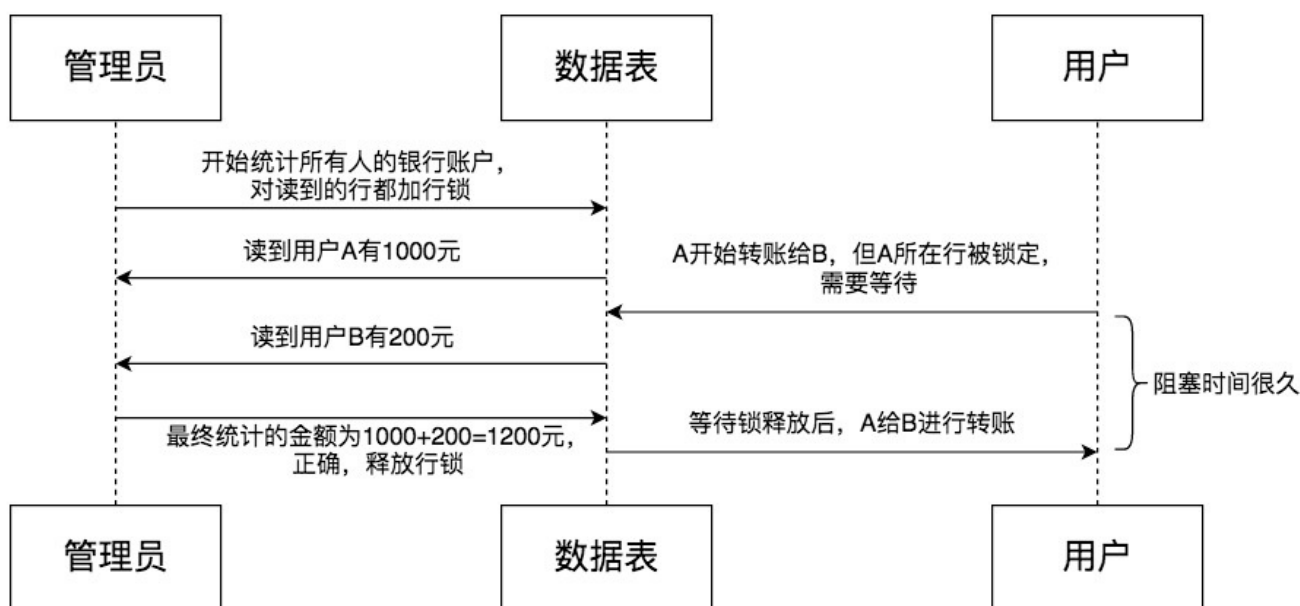 管理员
数据表
用户
开始统计所有人的银行账户，
对读到的行都加行锁
读到用户A有1000元
A开始转账给B，但A所在行被锁定，
需要等待
读到用户B有200元
阻塞时间很久
最终统计的金额为1000+200=1200元，
正确，释放行锁
等待锁释放后，A给B进行转账
管理员
数据表
用户